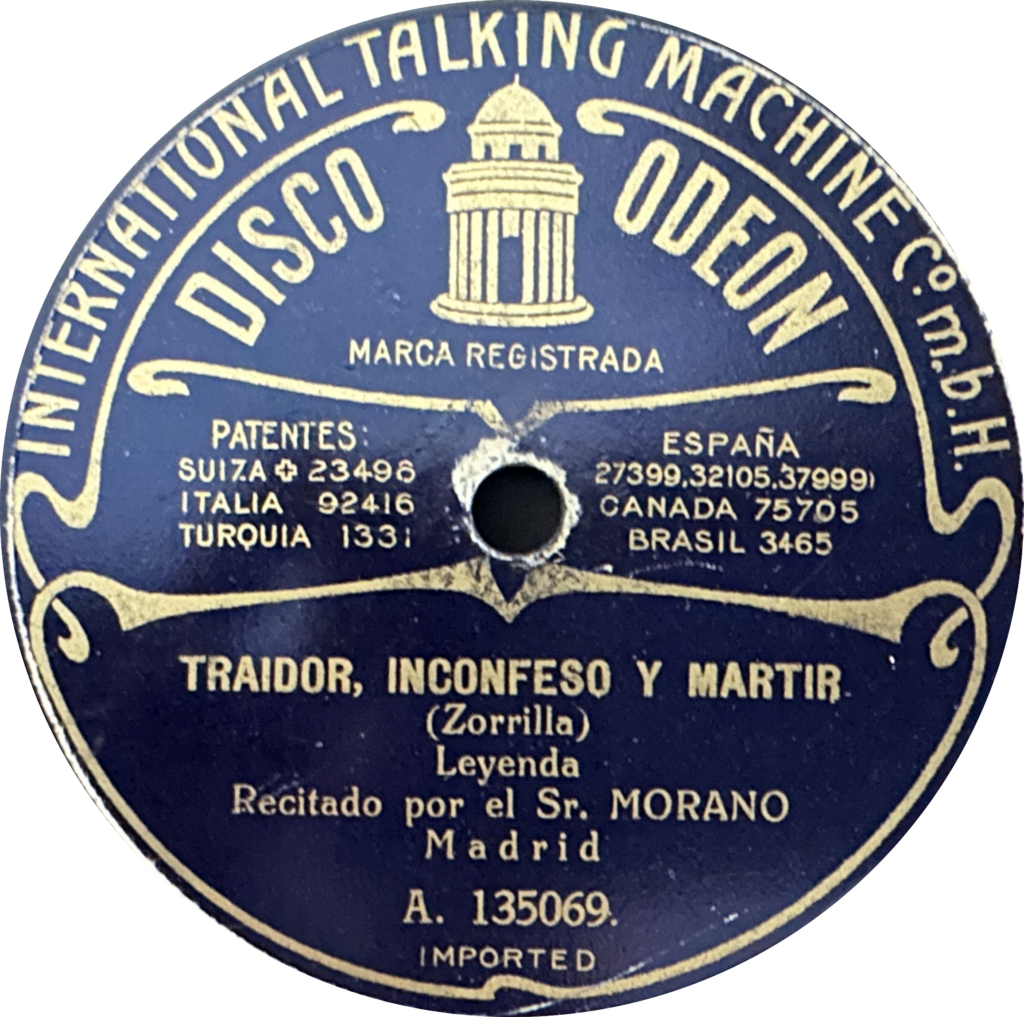 INTERNATIONAL TALKING MACHINE Co. m.b.H.
DISCO ODEON
MARCA REGISTRADA
PATENTES:
SUIZA ✚ 23496
ITALIA 92416
TURQUIA 1331
ESPAÑA
27399,32105,37999)
CANADA 75705
BRASIL 3465
TRAIDOR, INCONFESO Y MARTIR
(Zorrilla)
Leyenda
Recitado por el Sr. MORANO
Madrid
A. 135069.
IMPORTED